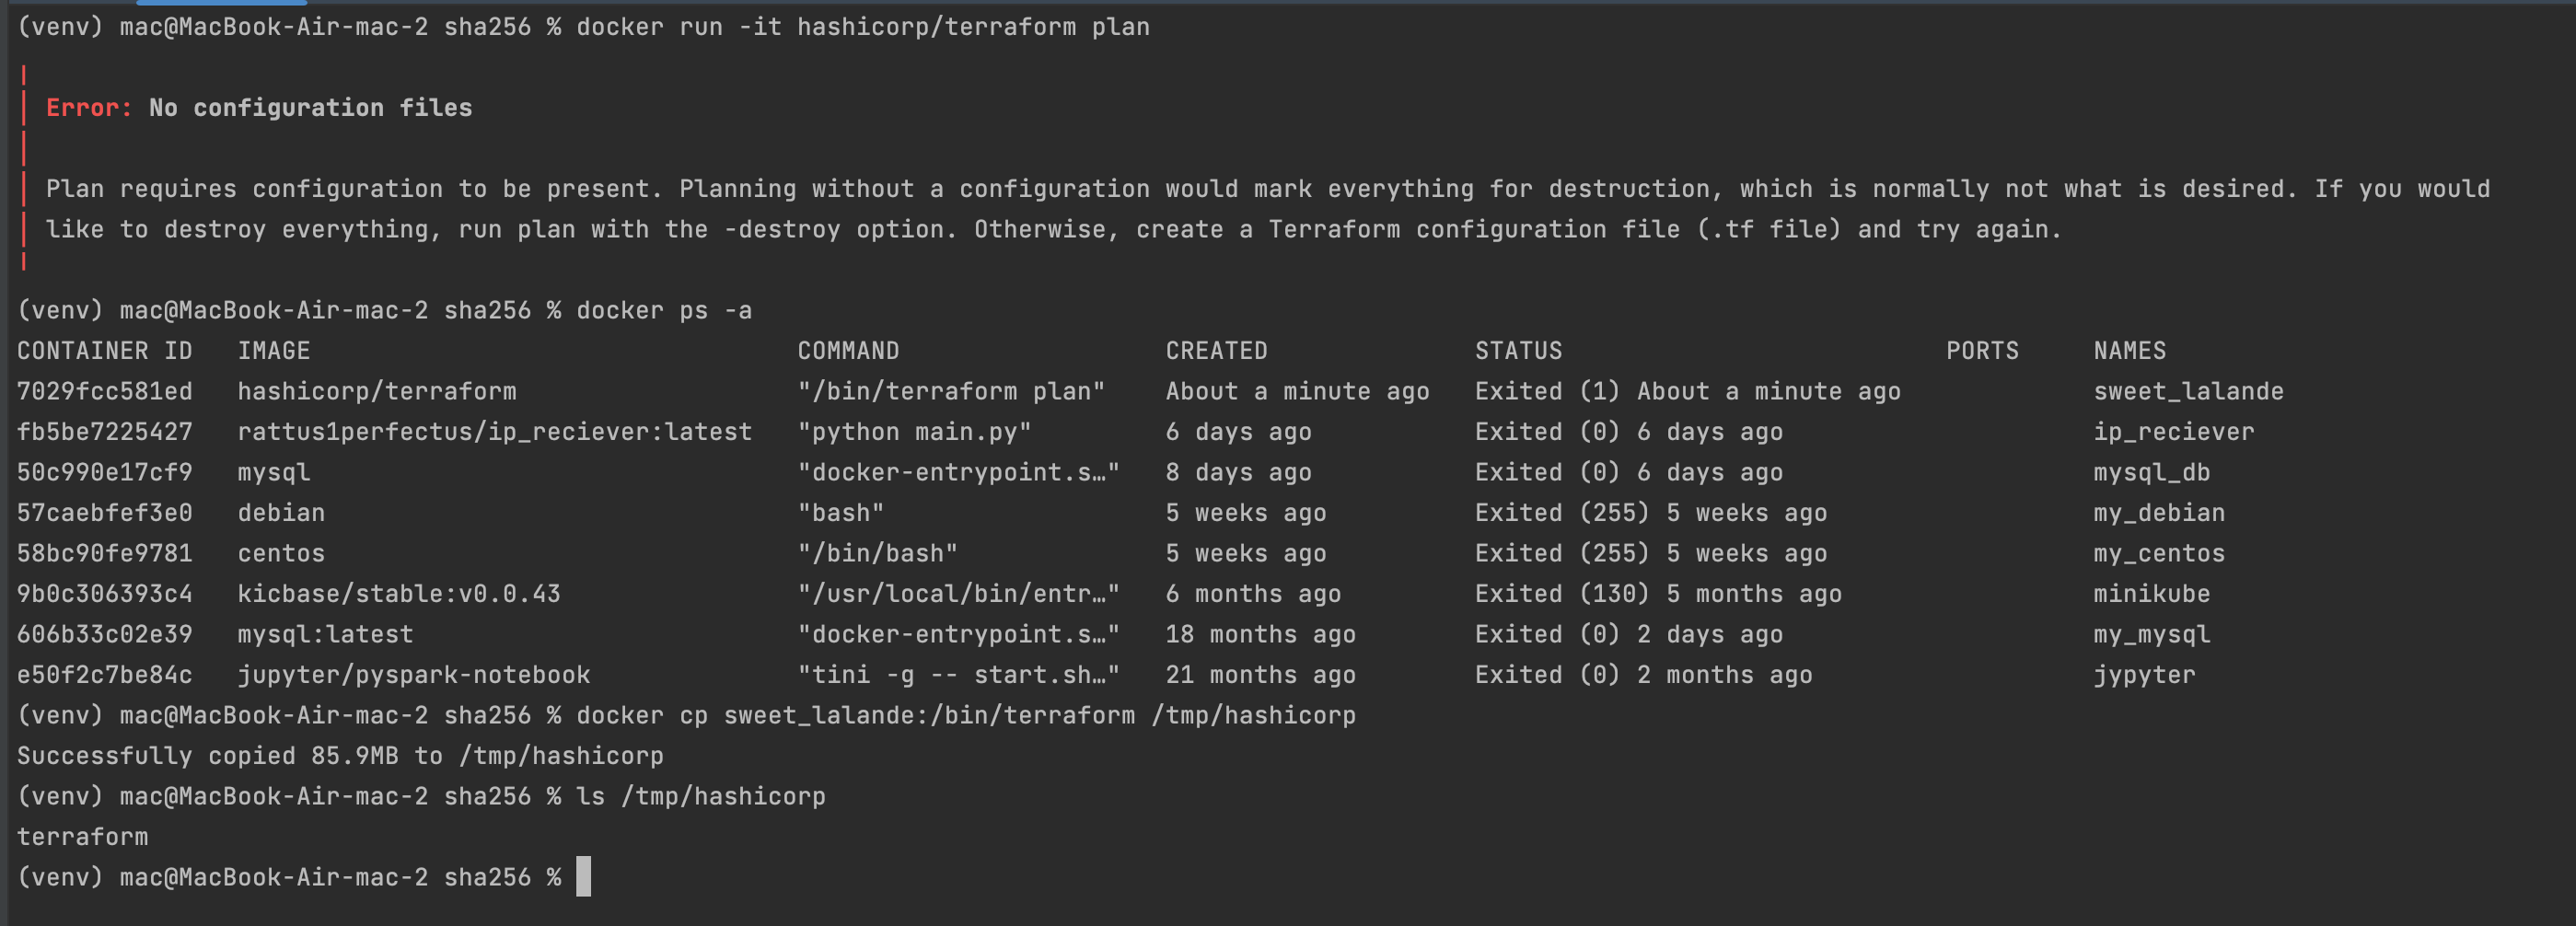 (venv) mac@MacBook-Air-mac-2 sha256 % docker run -it hashicorp/terraform plan
Error: No configuration files
Plan requires configuration to be present. Planning without a configuration would mark everything for destruction, which is normally not what is desired. If you would
like to destroy everything, run plan with the -destroy option. Otherwise, create a Terraform configuration file (.tf file) and try again.
(venv) mac@MacBook-Air-mac-2 sha256 % docker ps -a
CONTAINER ID   IMAGE   COMMAND   CREATED   STATUS   PORTS   NAMES
7029fcc581ed   hashicorp/terraform   "/bin/terraform plan"   About a minute ago   Exited (1) About a minute ago   sweet_lalande
fb5be7225427   rattus1perfectus/ip_reciever:latest   "python main.py"   6 days ago   Exited (0) 6 days ago   ip_reciever
50c990e17cf9   mysql   "docker-entrypoint.s…"   8 days ago   Exited (0) 6 days ago   mysql_db
57caebfef3e0   debian   "bash"   5 weeks ago   Exited (255) 5 weeks ago   my_debian
58bc90fe9781   centos   "/bin/bash"   5 weeks ago   Exited (255) 5 weeks ago   my_centos
9b0c306393c4   kicbase/stable:v0.0.43   "/usr/local/bin/entr…"   6 months ago   Exited (130) 5 months ago   minikube
606b33c02e39   mysql:latest   "docker-entrypoint.s…"   18 months ago   Exited (0) 2 days ago   my_mysql
e50f2c7be84c   jupyter/pyspark-notebook   "tini -g -- start.sh…"   21 months ago   Exited (0) 2 months ago   jypyter
(venv) mac@MacBook-Air-mac-2 sha256 % docker cp sweet_lalande:/bin/terraform /tmp/hashicorp
Successfully copied 85.9MB to /tmp/hashicorp
(venv) mac@MacBook-Air-mac-2 sha256 % ls /tmp/hashicorp
terraform
(venv) mac@MacBook-Air-mac-2 sha256 %